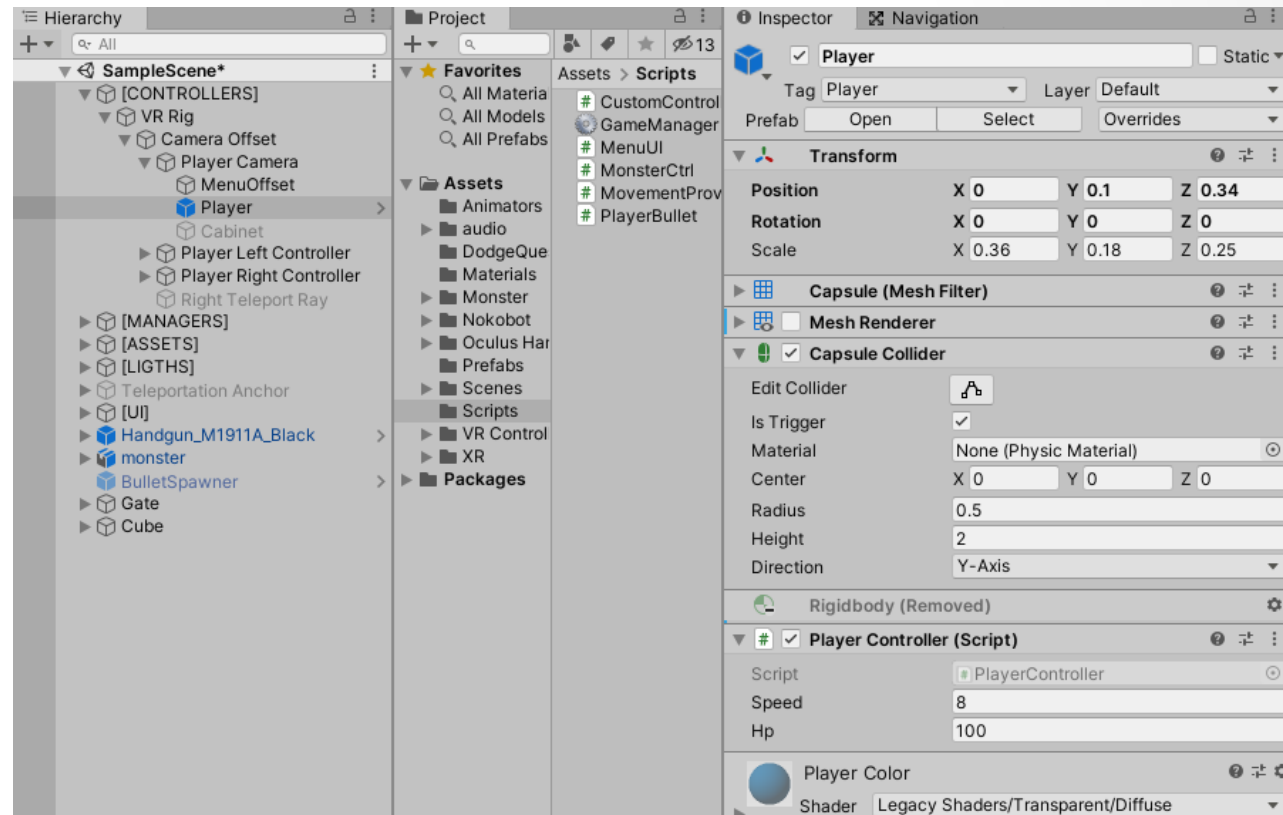 Hierarchy
All
SampleScene*
[CONTROLLERS]
VR Rig
Camera Offset
Player Camera
MenuOffset
Player
Cabinet
Player Left Controller
Player Right Controller
Right Teleport Ray
[MANAGERS]
[ASSETS]
[LIGTHS]
Teleportation Anchor
[UI]
Handgun_M1911A_Black
monster
BulletSpawner
Gate
Cube
Project
13
Favorites
All Materia
All Models
All Prefabs
Assets
Animators
audio
DodgeQue
Materials
Monster
Nokobot
Oculus Har
Prefabs
Scenes
Scripts
VR Control
XR
Packages
Assets > Scripts
# CustomControl
GameManager
# MenuUI
# MonsterCtrl
# MovementProv
# PlayerBullet
Inspector Navigation
Player Static
Tag Player Layer Default
Prefab Open Select Overrides
Transform
Position X 0 Y 0.1 Z 0.34
Rotation X 0 Y 0 Z 0
Scale X 0.36 Y 0.18 Z 0.25
Capsule (Mesh Filter)
Mesh Renderer
Capsule Collider
Edit Collider
Is Trigger
Material None (Physic Material)
Center X 0 Y 0 Z 0
Radius 0.5
Height 2
Direction Y-Axis
Rigidbody (Removed)
# Player Controller (Script)
Script PlayerController
Speed 8
Hp 100
Player Color
Shader Legacy Shaders/Transparent/Diffuse